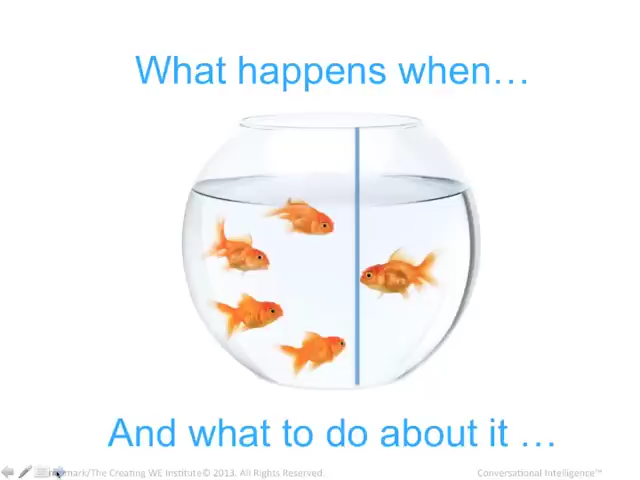 What happens when…
And what to do about it …
mark/The Creating WE Institute© 2013. All Rights Reserved
Conversational Intelligence™